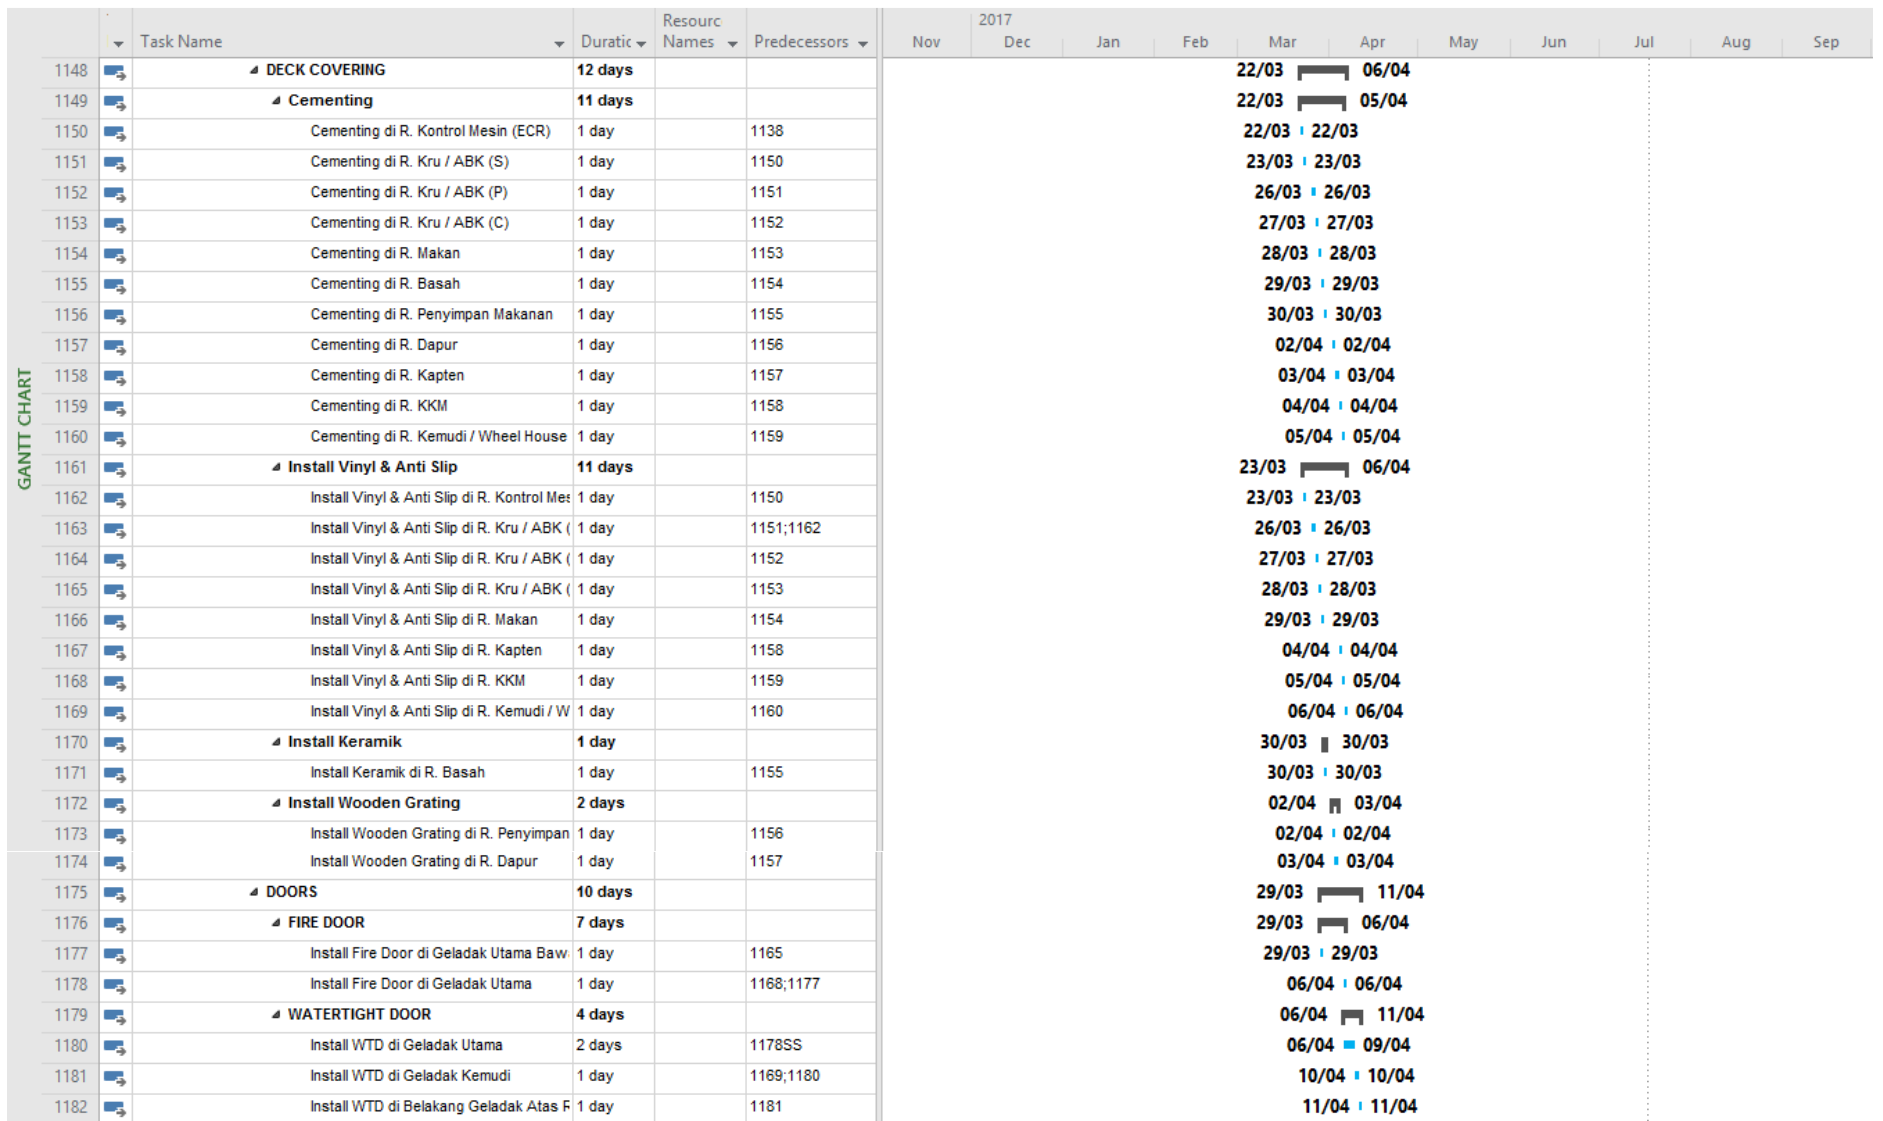 GANTT CHART
Task Name Duratic Resourc Names Predecessors 2017 Nov Dec Jan Feb Mar Apr May Jun Jul Aug Sep
1148 DECK COVERING 12 days 22/03 06/04
1149 Cementing 11 days 22/03 05/04
1150 Cementing di R. Kontrol Mesin (ECR) 1 day 1138 22/03 22/03
1151 Cementing di R. Kru / ABK (S) 1 day 1150 23/03 23/03
1152 Cementing di R. Kru / ABK (P) 1 day 1151 26/03 26/03
1153 Cementing di R. Kru / ABK (C) 1 day 1152 27/03 27/03
1154 Cementing di R. Makan 1 day 1153 28/03 28/03
1155 Cementing di R. Basah 1 day 1154 29/03 29/03
1156 Cementing di R. Penyimpan Makanan 1 day 1155 30/03 30/03
1157 Cementing di R. Dapur 1 day 1156 02/04 02/04
1158 Cementing di R. Kapten 1 day 1157 03/04 03/04
1159 Cementing di R. KKM 1 day 1158 04/04 04/04
1160 Cementing di R. Kemudi / Wheel House 1 day 1159 05/04 05/04
1161 Install Vinyl & Anti Slip 11 days 23/03 06/04
1162 Install Vinyl & Anti Slip di R. Kontrol Mes 1 day 1150 23/03 23/03
1163 Install Vinyl & Anti Slip di R. Kru / ABK ( 1 day 1151;1162 26/03 26/03
1164 Install Vinyl & Anti Slip di R. Kru / ABK ( 1 day 1152 27/03 27/03
1165 Install Vinyl & Anti Slip di R. Kru / ABK ( 1 day 1153 28/03 28/03
1166 Install Vinyl & Anti Slip di R. Makan 1 day 1154 29/03 29/03
1167 Install Vinyl & Anti Slip di R. Kapten 1 day 1158 04/04 04/04
1168 Install Vinyl & Anti Slip di R. KKM 1 day 1159 05/04 05/04
1169 Install Vinyl & Anti Slip di R. Kemudi / W 1 day 1160 06/04 06/04
1170 Install Keramik 1 day 30/03 30/03
1171 Install Keramik di R. Basah 1 day 1155 30/03 30/03
1172 Install Wooden Grating 2 days 02/04 03/04
1173 Install Wooden Grating di R. Penyimpan 1 day 1156 02/04 02/04
1174 Install Wooden Grating di R. Dapur 1 day 1157 03/04 03/04
1175 DOORS 10 days 29/03 11/04
1176 FIRE DOOR 7 days 29/03 06/04
1177 Install Fire Door di Geladak Utama Baw 1 day 1165 29/03 29/03
1178 Install Fire Door di Geladak Utama 1 day 1168;1177 06/04 06/04
1179 WATERTIGHT DOOR 4 days 06/04 11/04
1180 Install WTD di Geladak Utama 2 days 1178SS 06/04 09/04
1181 Install WTD di Geladak Kemudi 1 day 1169;1180 10/04 10/04
1182 Install WTD di Belakang Geladak Atas R 1 day 1181 11/04 11/04